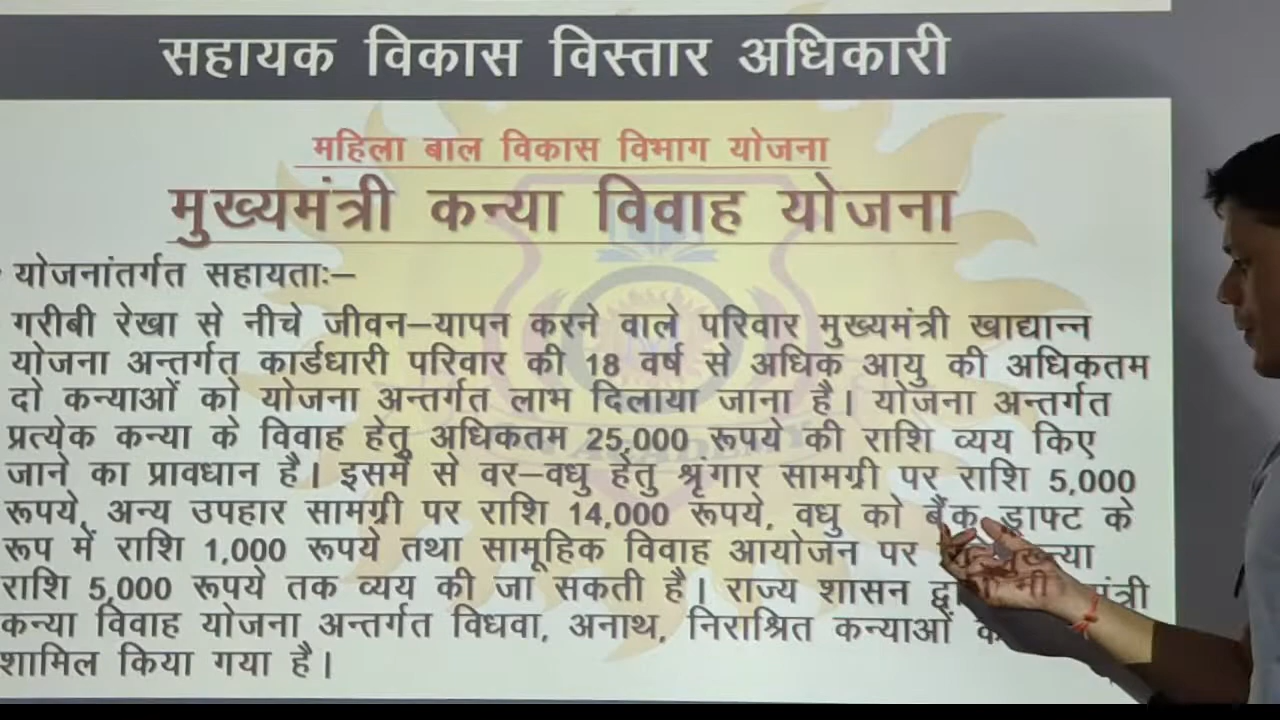 सहायक विकास विस्तार अधिकारी
महिला बाल विकास विभाग योजना
मुख्यमंत्री कन्या विवाह योजना
योजनांतर्गत सहायताः–
गरीबी रेखा से नीचे जीवन–यापन करने वाले परिवार मुख्यमंत्री खाद्यान्न
योजना अन्तर्गत कार्डधारी परिवार की 18 वर्ष से अधिक आयु की अधिकतम
दो कन्याओं को योजना अन्तर्गत लाभ दिलाया जाना है। योजना अन्तर्गत
प्रत्येक कन्या के विवाह हेतु अधिकतम 25,000 रूपये की राशि व्यय किए
जाने का प्रावधान है। इसमें से वर–वधु हेतु श्रृंगार सामग्री पर राशि 5,000
रूपये, अन्य उपहार सामग्री पर राशि 14,000 रूपये, वधु को बैंक ड्राफ्ट के
रूप में राशि 1,000 रूपये तथा सामूहिक विवाह आयोजन पर
राशि 5,000 रूपये तक व्यय की जा सकती है। राज्य शासन
कन्या विवाह योजना अन्तर्गत विधवा, अनाथ, निराश्रित कन्याओं
शामिल किया गया है।